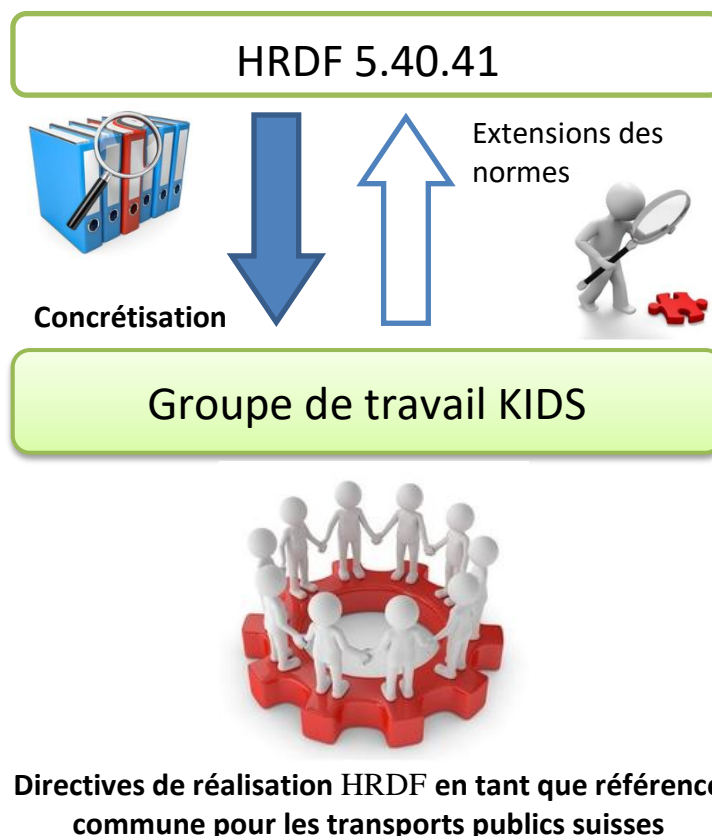 HRDF 5.40.41
Extensions des
normes
Concrétisation
Groupe de travail KIDS
Directives de réalisation HRDF en tant que référence
commune pour les transports publics suisses